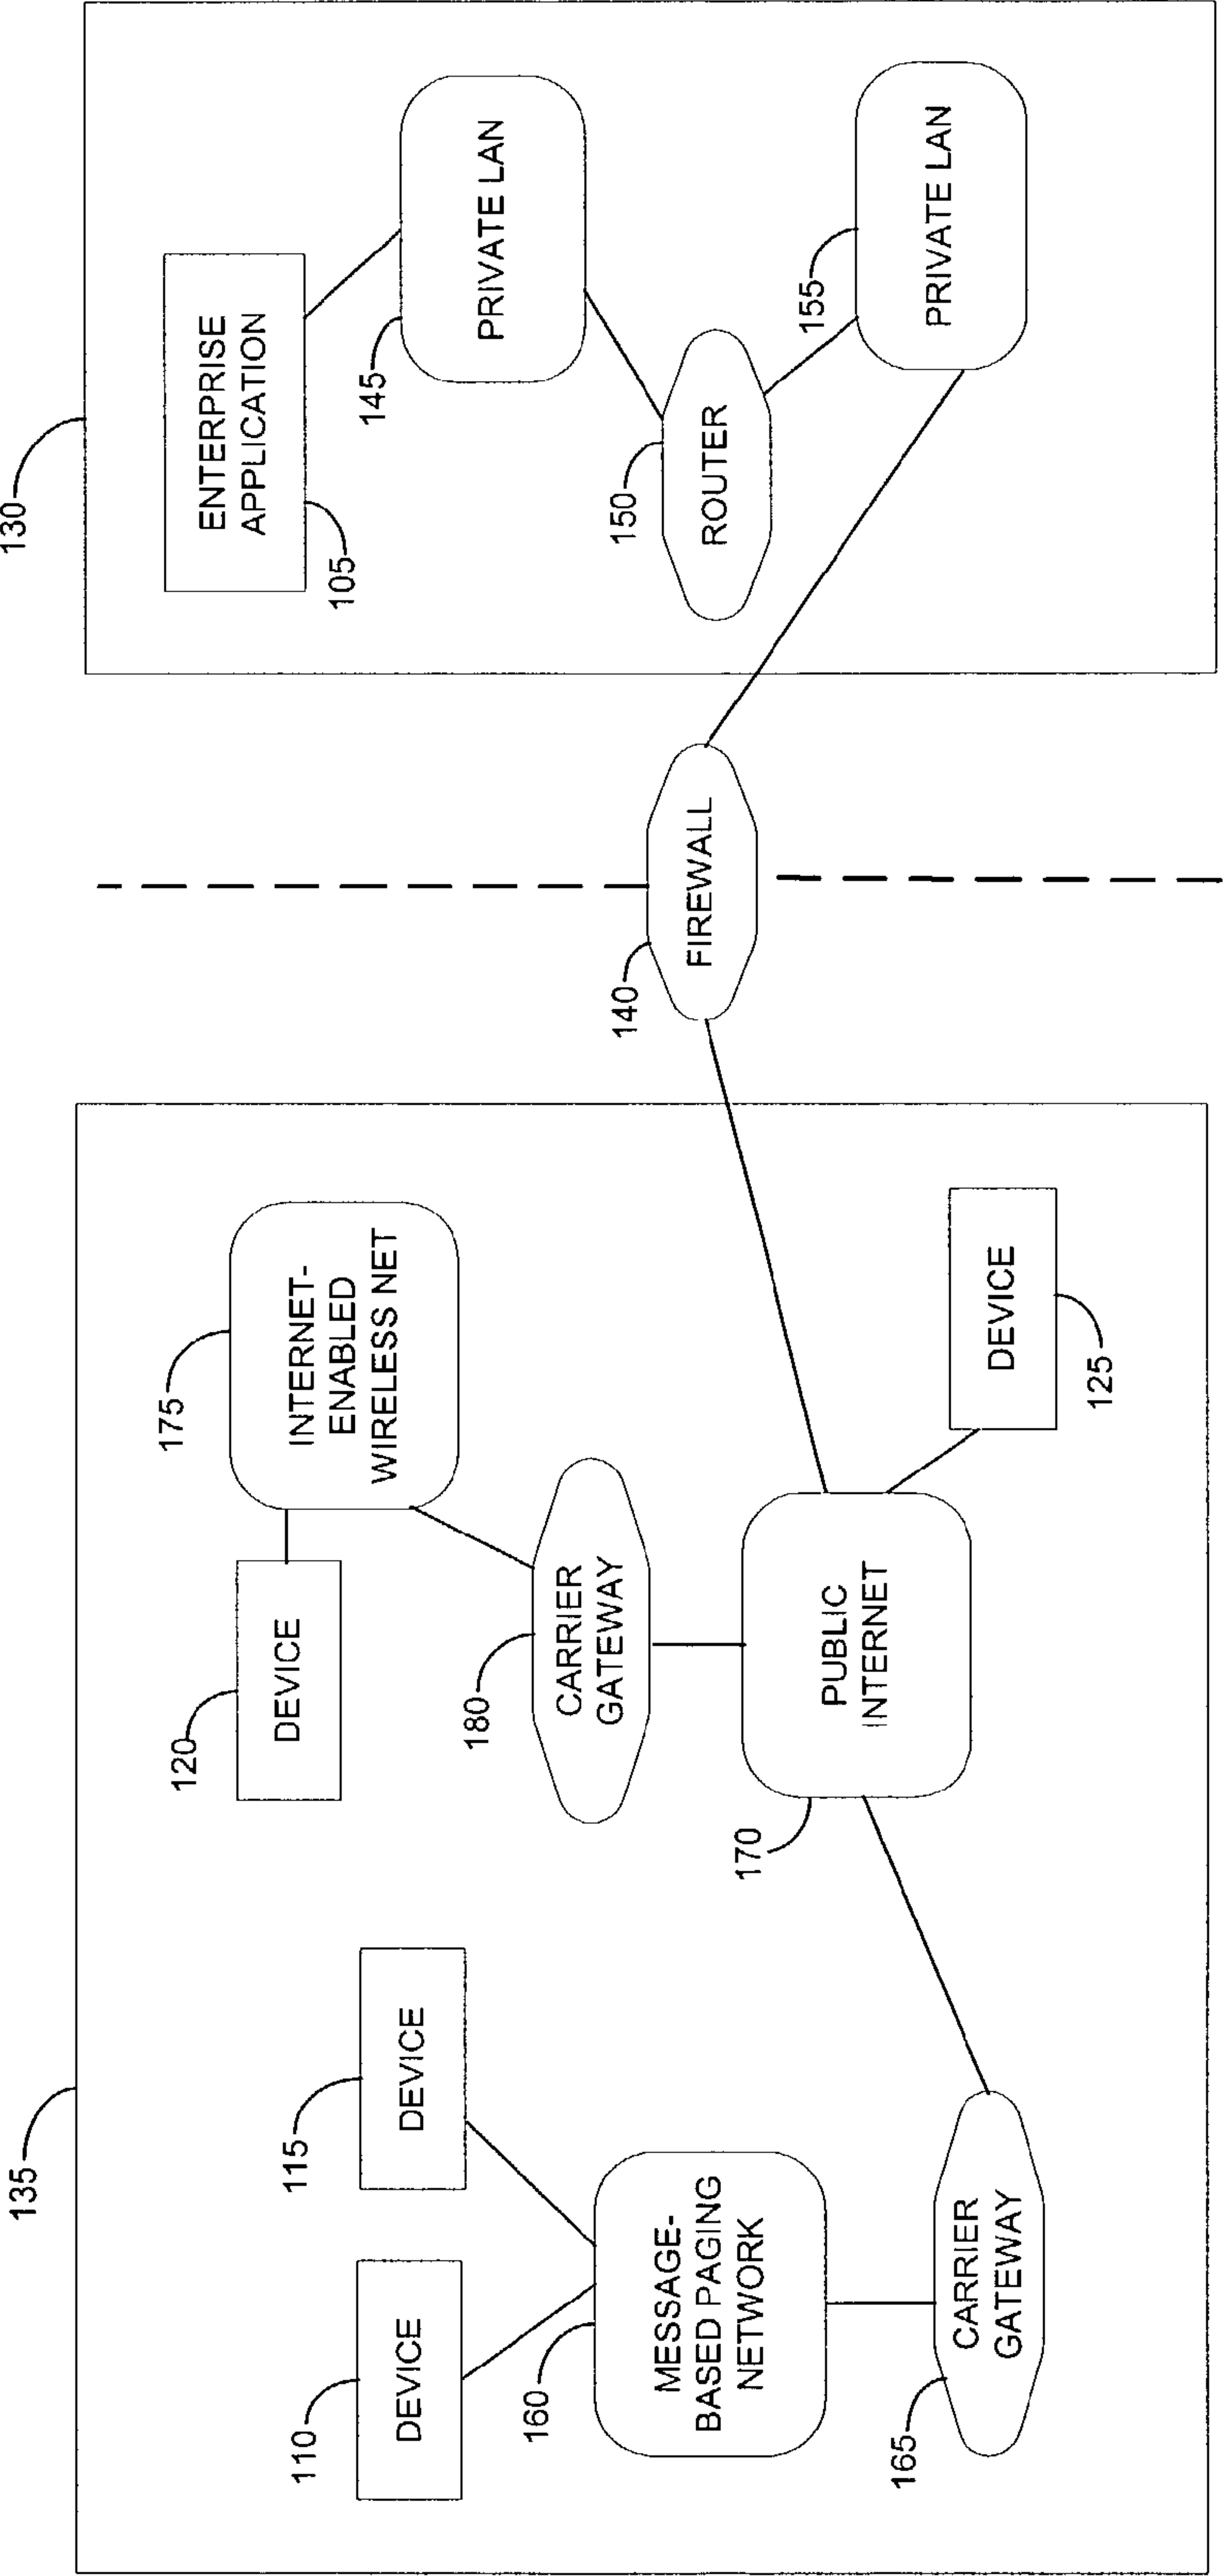 135
130
120
175
INTERNET-
ENABLED
WIRELESS NET
DEVICE
ENTERPRISE
APPLICATION
105
110
DEVICE
115
DEVICE
145
PRIVATE LAN
180
CARRIER
GATEWAY
140
FIREWALL
150
ROUTER
160
MESSAGE-
BASED PAGING
NETWORK
170
PUBLIC
INTERNET
155
PRIVATE LAN
165
CARRIER
GATEWAY
DEVICE
125